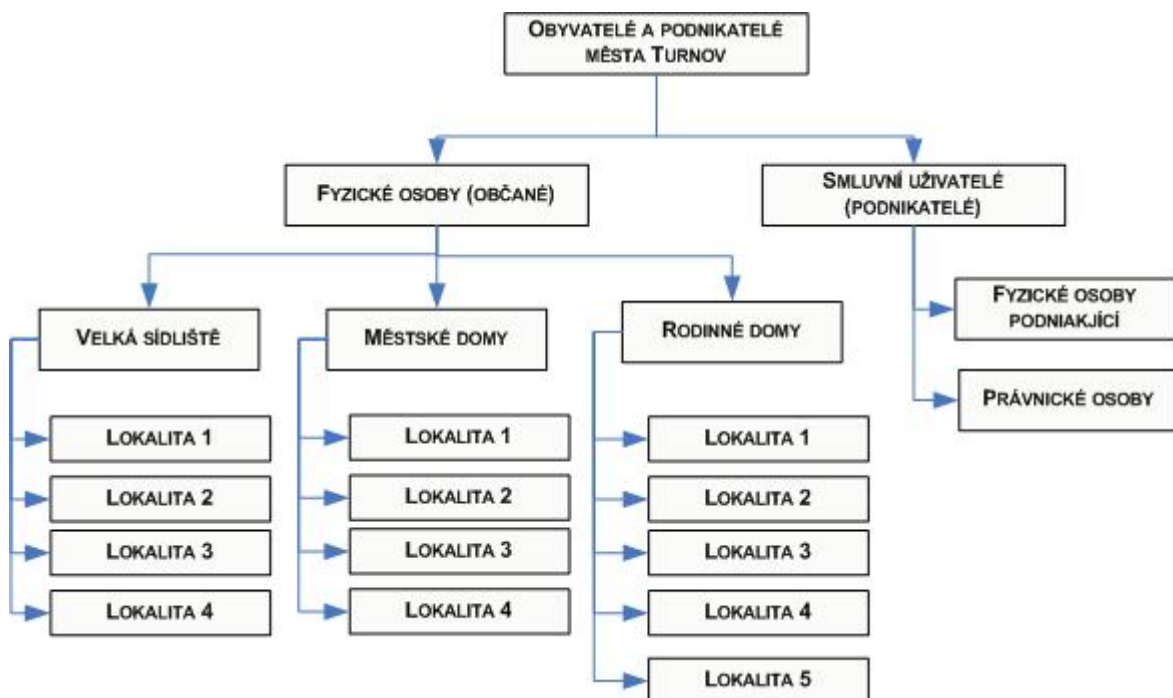 OBYVATELÉ A PODNIKATELÉ
MĚSTA TURNOV
FYZICKÉ OSOBY (OBČANÉ)
SMLUVNÍ UŽIVATELÉ
(PODNIKATELÉ)
FYZICKÉ OSOBY
PODNIAKJÍCÍ
PRÁVNICKÉ OSOBY
VELKÁ SÍDLIŠTĚ
LOKALITA 1
LOKALITA 2
LOKALITA 3
LOKALITA 4
MĚSTSKÉ DOMY
LOKALITA 1
LOKALITA 2
LOKALITA 3
LOKALITA 4
RODINNÉ DOMY
LOKALITA 1
LOKALITA 2
LOKALITA 3
LOKALITA 4
LOKALITA 5